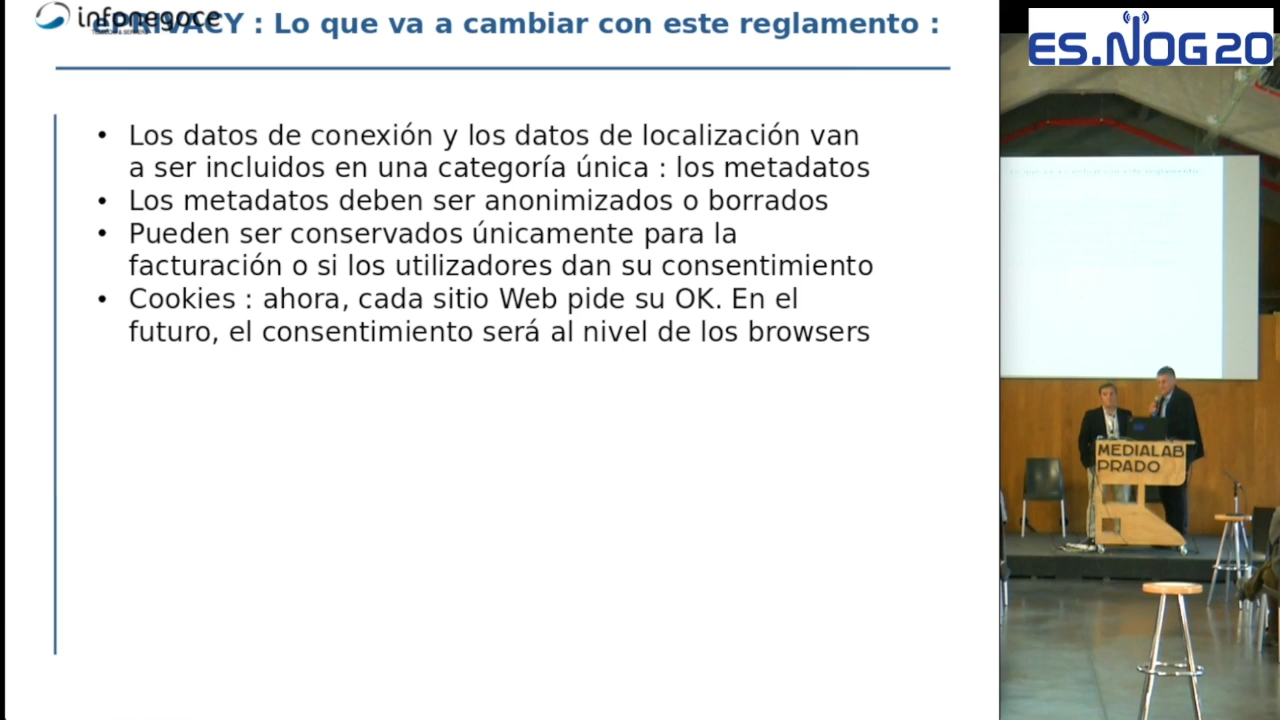 infonegoce
ePRIVACY : Lo que va a cambiar con este reglamento :
• Los datos de conexión y los datos de localización van
a ser incluidos en una categoría única : los metadatos
• Los metadatos deben ser anonimizados o borrados
• Pueden ser conservados únicamente para la
facturación o si los utilizadores dan su consentimiento
• Cookies : ahora, cada sitio Web pide su OK. En el
futuro, el consentimiento será al nivel de los browsers
ES.NOG20
MEDIALAB
PRADO